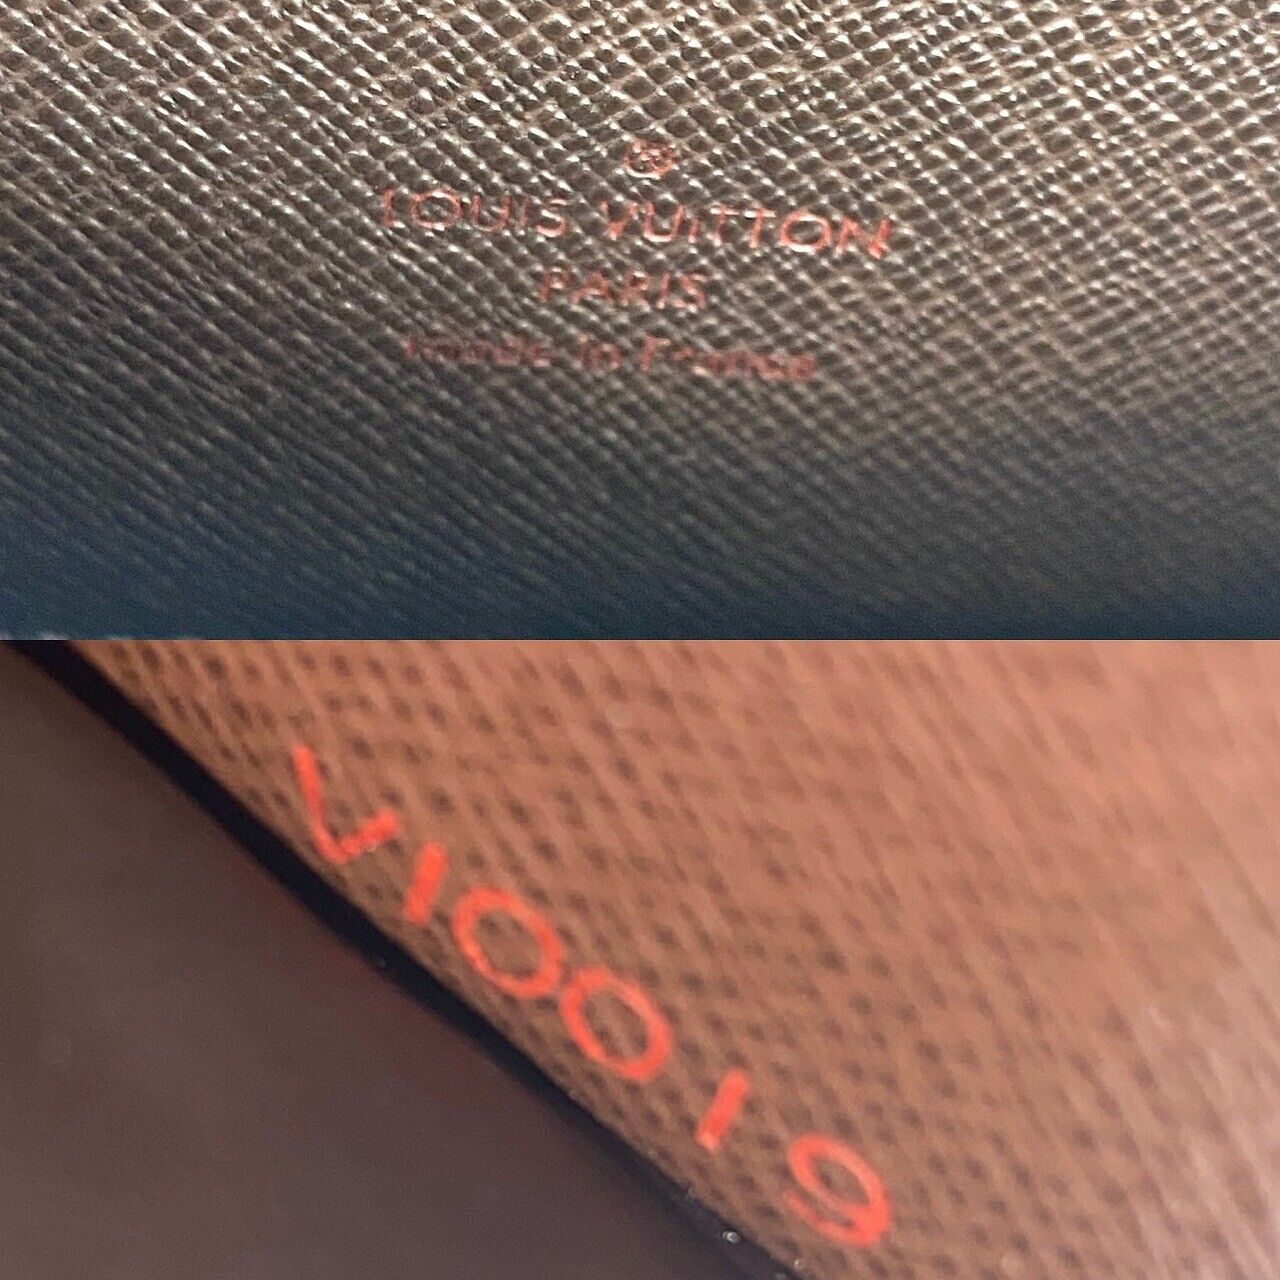 LOUIS VUITTON
PARIS
made in France
VI0019